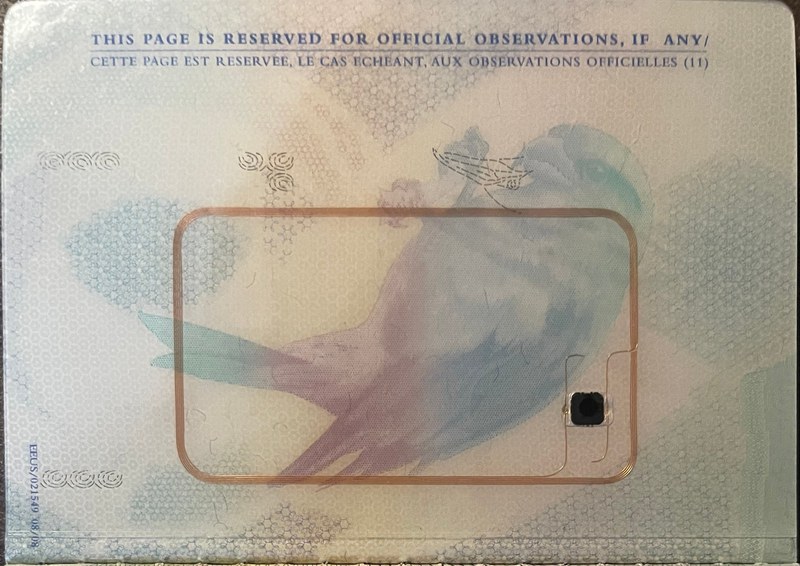 THIS PAGE IS RESERVED FOR OFFICIAL OBSERVATIONS, IF ANY/
CETTE PAGE EST RESERVEE, LE CAS ECHEANT, AUX OBSERVATIONS OFFICIELLES (11)
EEUS/021549 08/08